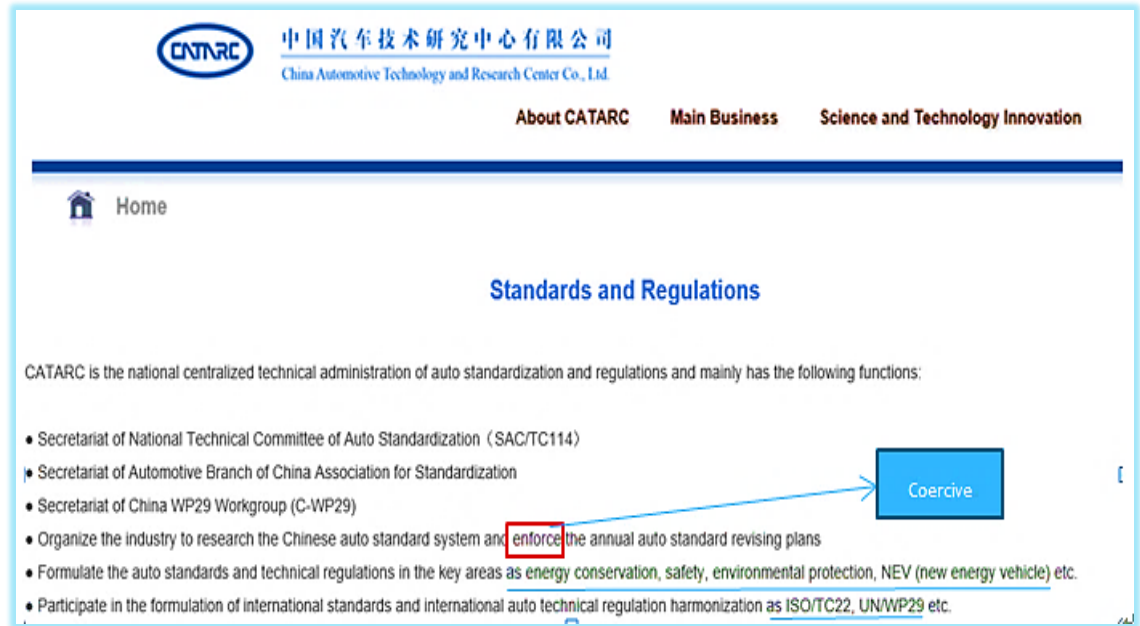 CATARC
中国汽车技术研究中心有限公司
China Automotive Technology and Research Center Co., Ltd.
About CATARC Main Business Science and Technology Innovation
Home
Standards and Regulations
CATARC is the national centralized technical administration of auto standardization and regulations and mainly has the following functions:
● Secretariat of National Technical Committee of Auto Standardization（SAC/TC114）
● Secretariat of Automotive Branch of China Association for Standardization
● Secretariat of China WP29 Workgroup (C-WP29)
Coercive
● Organize the industry to research the Chinese auto standard system and enforce the annual auto standard revising plans
● Formulate the auto standards and technical regulations in the key areas as energy conservation, safety, environmental protection, NEV (new energy vehicle) etc.
● Participate in the formulation of international standards and international auto technical regulation harmonization as ISO/TC22, UN/WP29 etc.